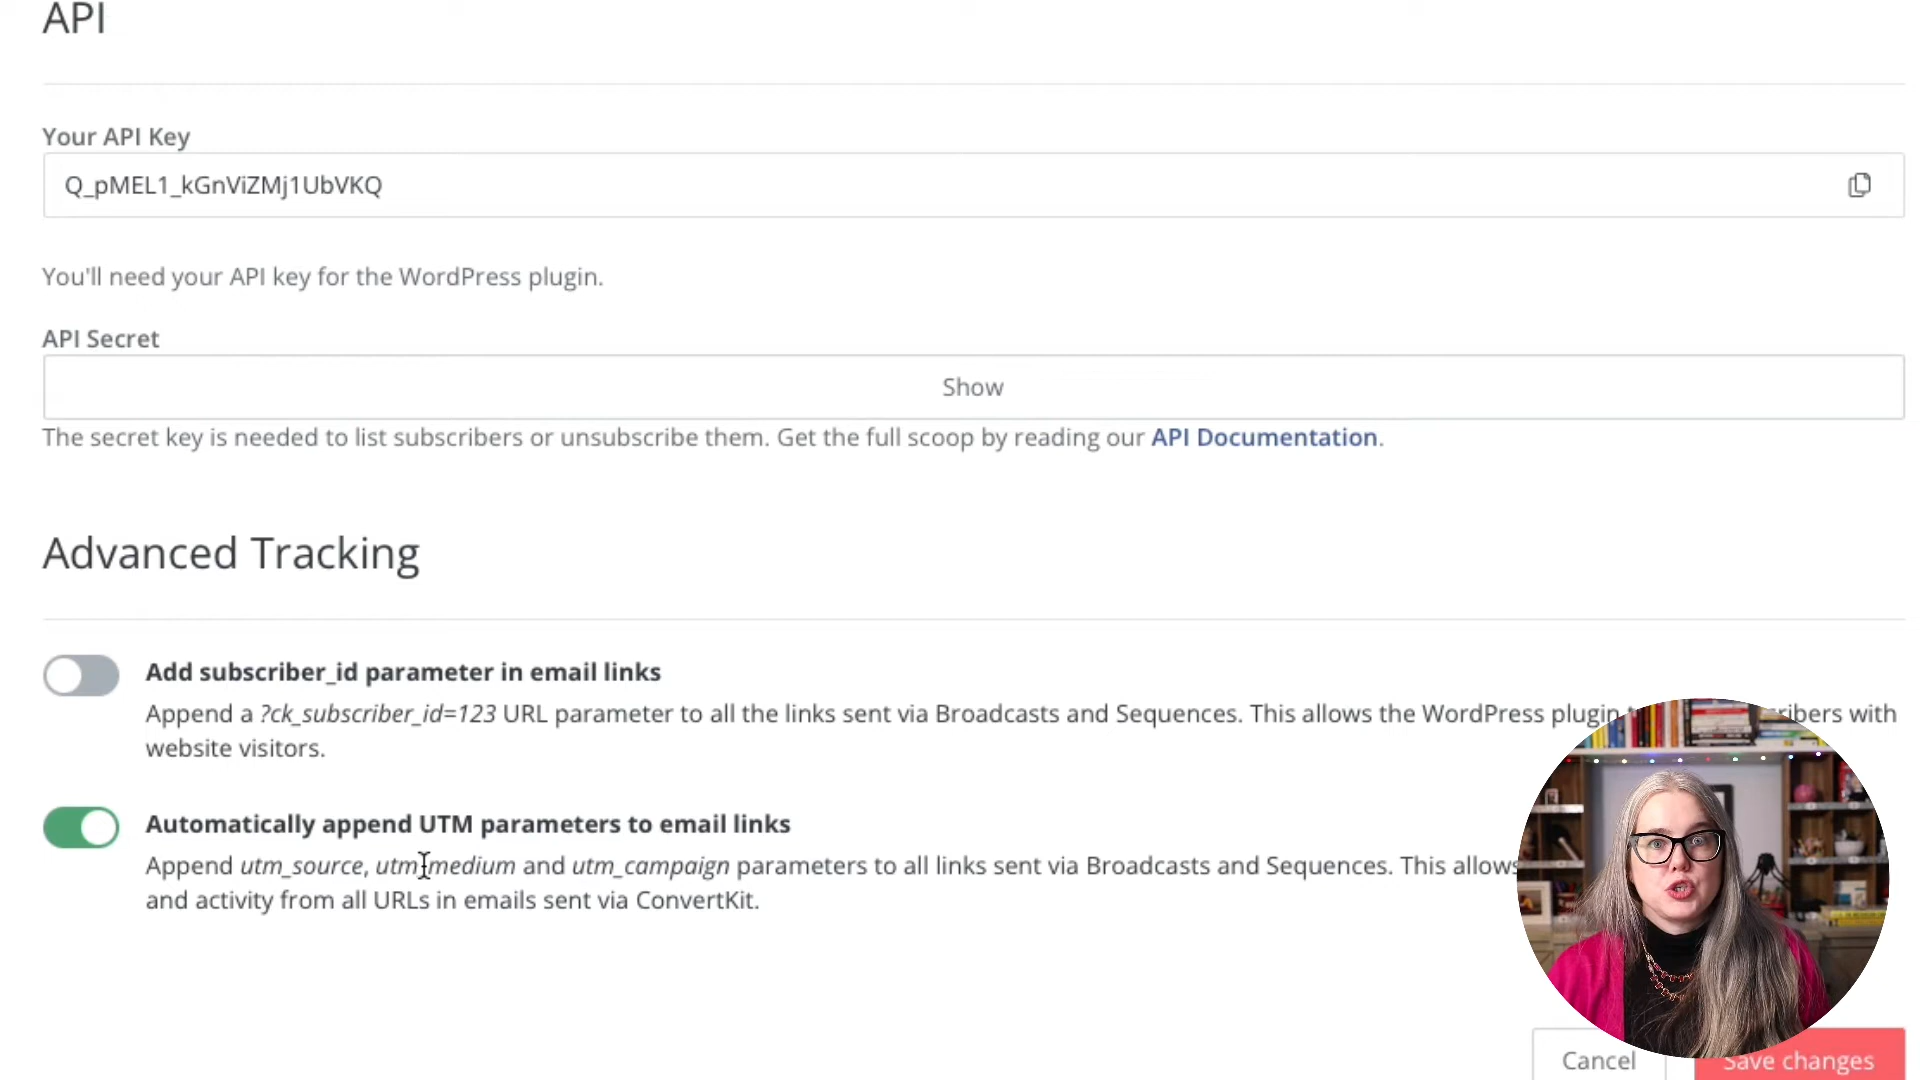 API
Your API Key
Q_pMEL1_kGnViZMj1UbVKQ
You'll need your API key for the WordPress plugin.
API Secret
Show
The secret key is needed to list subscribers or unsubscribe them. Get the full scoop by reading our API Documentation.
Advanced Tracking
Add subscriber_id parameter in email links
Append a ?ck_subscriber_id=123 URL parameter to all the links sent via Broadcasts and Sequences. This allows the WordPress plugin with
website visitors.
Automatically append UTM parameters to email links
Append utm_source, utm_medium and utm_campaign parameters to all links sent via Broadcasts and Sequences. This allows
and activity from all URLs in emails sent via ConvertKit.
Cancel
Save changes